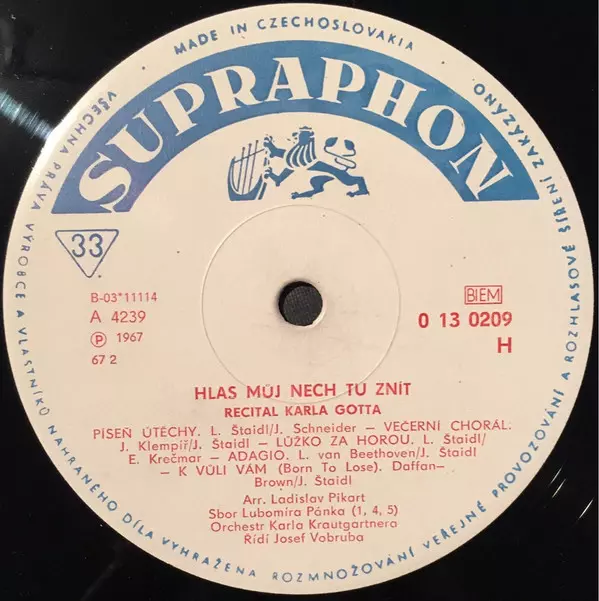 MADE IN CZECHOSLOVAKIA
SUPRAPHON
VŠECHNA PRÁVA VÝROBCE A VLASTNÍKŮ NAHRANÉHO DÍLA VYHRAŽENA ROZMNOŽOVÁNÍ VEŘEJNÉ PROVOZOVÁNÍ A ROZHLASOVÉ ŠÍŘENÍ ZAKÁZÁNO
33
B-03*11114
A 4239
Ⓟ 1967
67 2
BIEM
0 13 0209
H
HLAS MŮJ NECH TU ZNÍT
RECITAL KARLA GOTTA
PÍSEŇ ÚTĚCHY. L. Štaidl/J. Schneider – VEČERNÍ CHORÁL.
J. Klempíř/J. Štaidl – LŮŽKO ZA HOROU. L. Štaidl/
E. Krečmar – ADAGIO. L. van Beethoven/J. Štaidl
– K VŮLI VÁM (Born To Lose). Daffan–
Brown/J. Štaidl
Arr. Ladislav Pikart
Sbor Lubomíra Pánka (1, 4, 5)
Orchestr Karla Krautgartnera
Řídí Josef Vobruba